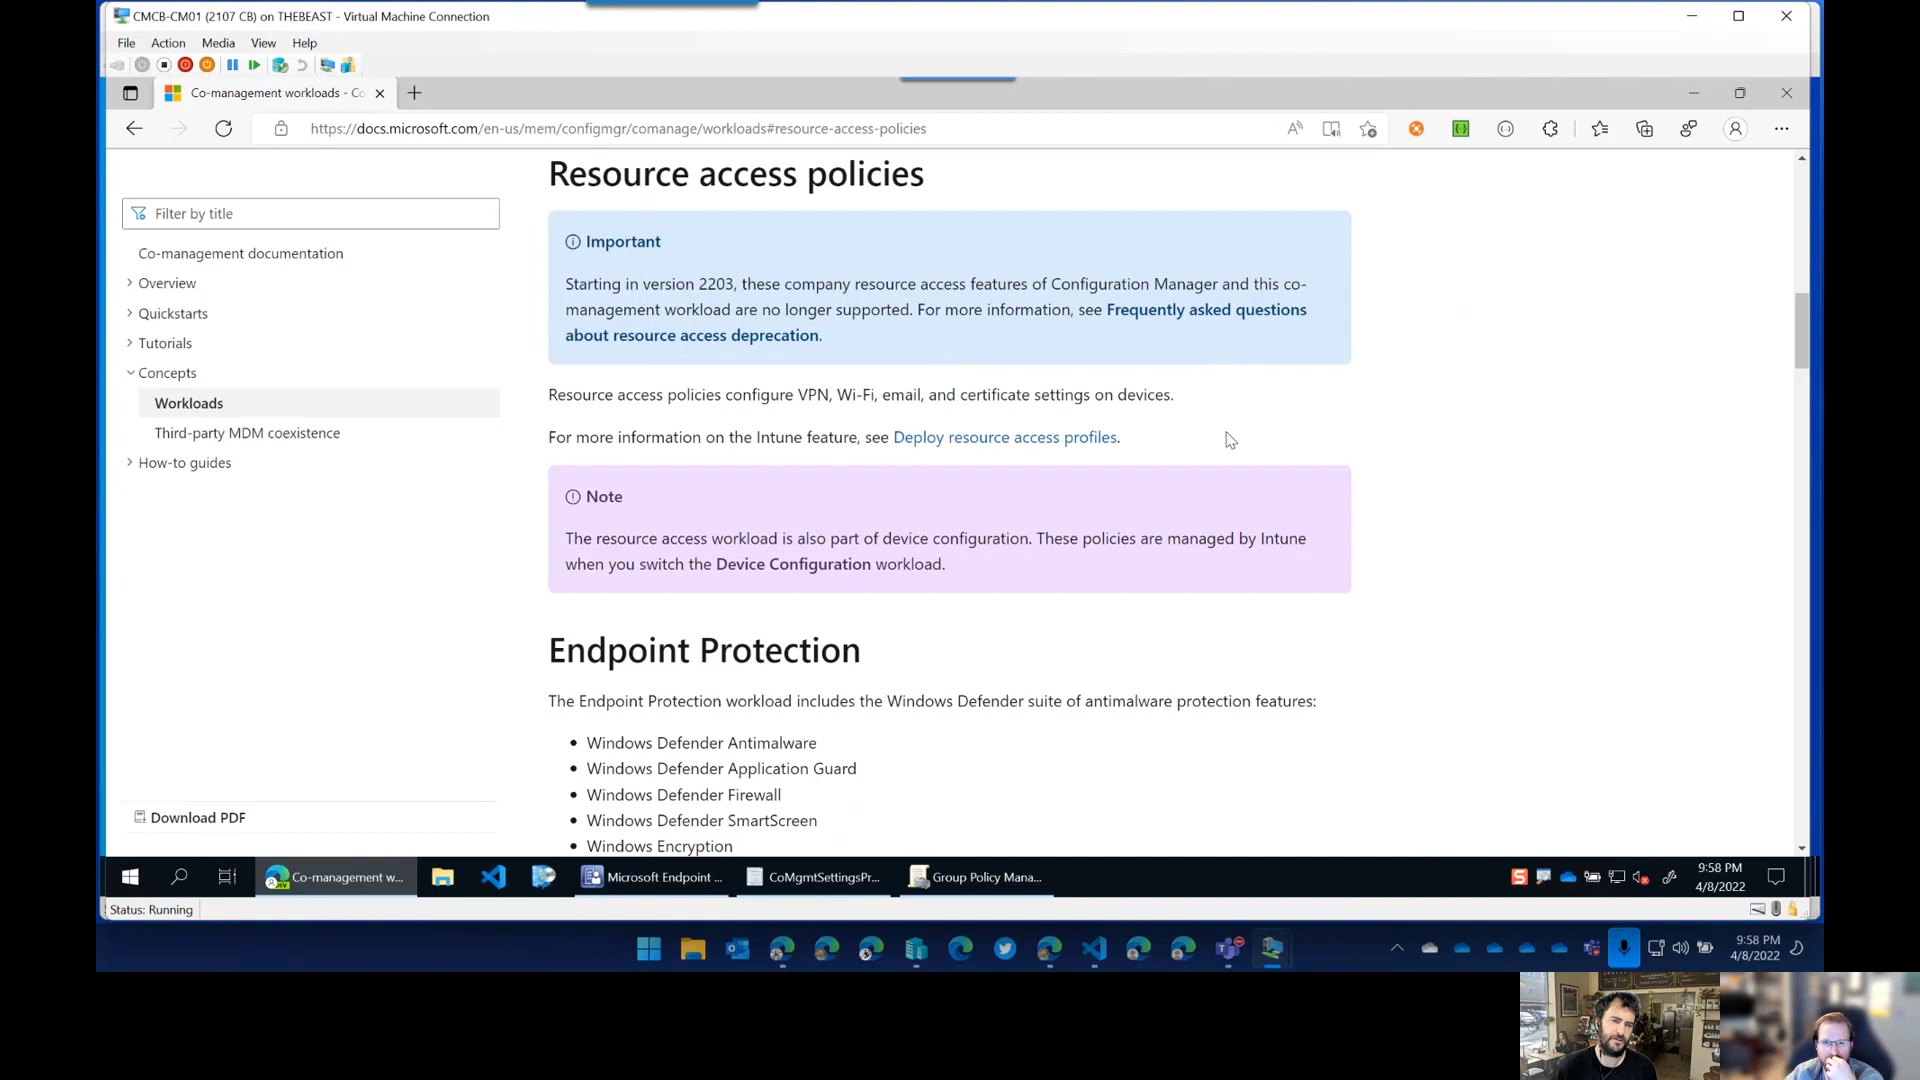 CMCB-CM01 (2107 CB) on THEBEAST - Virtual Machine Connection
File Action Media View Help
Co-management workloads - Co
https://docs.microsoft.com/en-us/mem/configmgr/comanage/workloads#resource-access-policies
Filter by title
Co-management documentation
Overview
Quickstarts
Tutorials
Concepts
Workloads
Third-party MDM coexistence
How-to guides
Download PDF
Resource access policies
Important
Starting in version 2203, these company resource access features of Configuration Manager and this co-
management workload are no longer supported. For more information, see Frequently asked questions
about resource access deprecation.
Resource access policies configure VPN, Wi-Fi, email, and certificate settings on devices.
For more information on the Intune feature, see Deploy resource access profiles.
Note
The resource access workload is also part of device configuration. These policies are managed by Intune
when you switch the Device Configuration workload.
Endpoint Protection
The Endpoint Protection workload includes the Windows Defender suite of antimalware protection features:
Windows Defender Antimalware
Windows Defender Application Guard
Windows Defender Firewall
Windows Defender SmartScreen
Windows Encryption
Co-management w...
Microsoft Endpoint ...
CoMgmtSettingsPr...
Group Policy Mana...
9:58 PM
4/8/2022
Status: Running
9:58 PM
4/8/2022